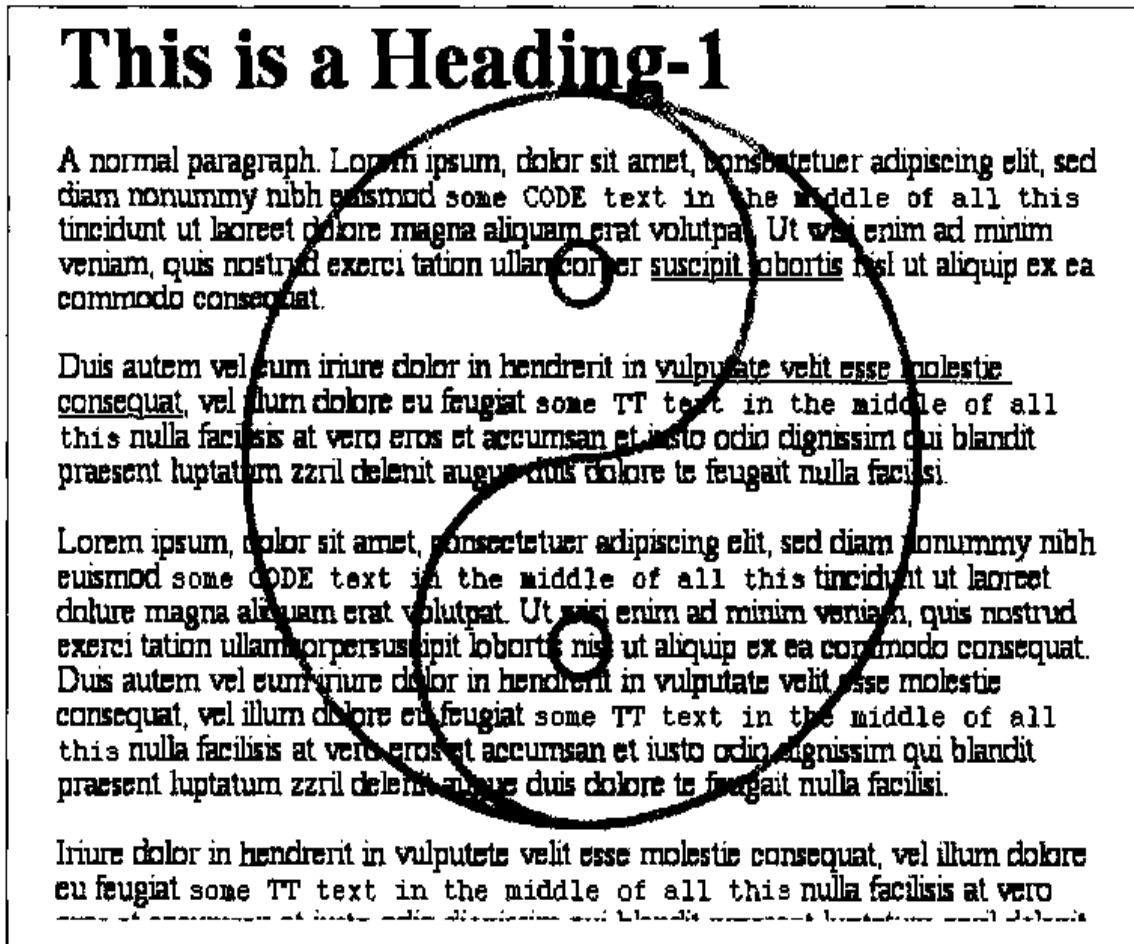 This is a Heading-1
A normal paragraph. Lorem ipsum, dolor sit amet, consectetuer adipiscing elit, sed
diam nonummy nibh euismod some CODE text in the middle of all this
tincidunt ut laoreet dolore magna aliquam erat volutpat. Ut wisi enim ad minim
veniam, quis nostrud exerci tation ullamcorper suscipit lobortis nisl ut aliquip ex ea
commodo consequat.
Duis autem vel eum iriure dolor in hendrerit in vulputate velit esse molestie
consequat, vel illum dolore eu feugiat some TT text in the middle of all
this nulla facilisis at vero eros et accumsan et iusto odio dignissim qui blandit
praesent luptatum zzril delenit augue duis dolore te feugait nulla facilisi.
Lorem ipsum, dolor sit amet, consectetuer adipiscing elit, sed diam nonummy nibh
euismod some CODE text in the middle of all this tincidunt ut laoreet
dolure magna aliquam erat volutpat. Ut wisi enim ad minim veniam, quis nostrud
exerci tation ullamcorpersuscipit lobortis nisl ut aliquip ex ea commodo consequat.
Duis autem vel eum iriure dolor in hendrerit in vulputate velit esse molestie
consequat, vel illum dolore eu feugiat some TT text in the middle of all
this nulla facilisis at vero eros et accumsan et iusto odio dignissim qui blandit
praesent luptatum zzril delenit augue duis dolore te feugait nulla facilisi.
Iriure dolor in hendrerit in vulputete velit esse molestie consequat, vel illum dolore
eu feugiat some TT text in the middle of all this nulla facilisis at vero